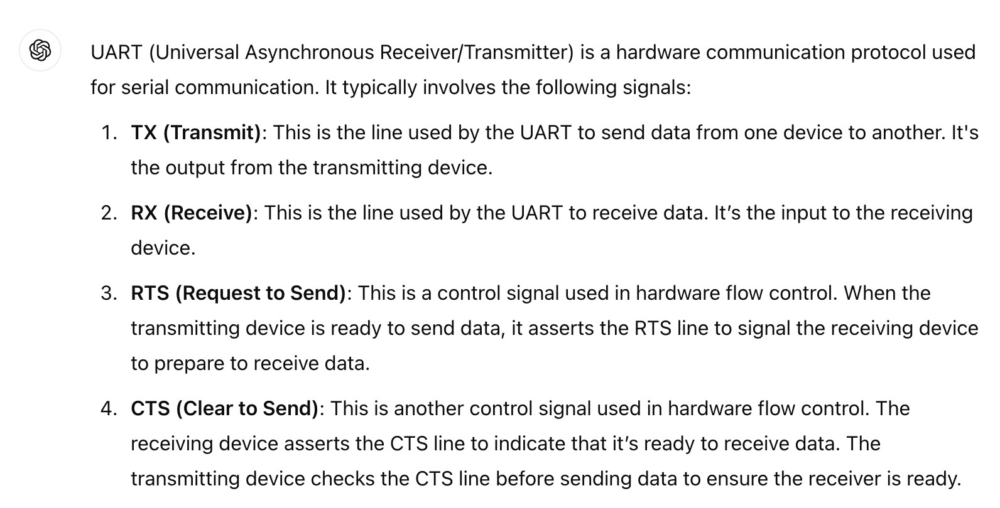 UART (Universal Asynchronous Receiver/Transmitter) is a hardware communication protocol used
for serial communication. It typically involves the following signals:
1. TX (Transmit): This is the line used by the UART to send data from one device to another. It's
the output from the transmitting device.
2. RX (Receive): This is the line used by the UART to receive data. It’s the input to the receiving
device.
3. RTS (Request to Send): This is a control signal used in hardware flow control. When the
transmitting device is ready to send data, it asserts the RTS line to signal the receiving device
to prepare to receive data.
4. CTS (Clear to Send): This is another control signal used in hardware flow control. The
receiving device asserts the CTS line to indicate that it’s ready to receive data. The
transmitting device checks the CTS line before sending data to ensure the receiver is ready.